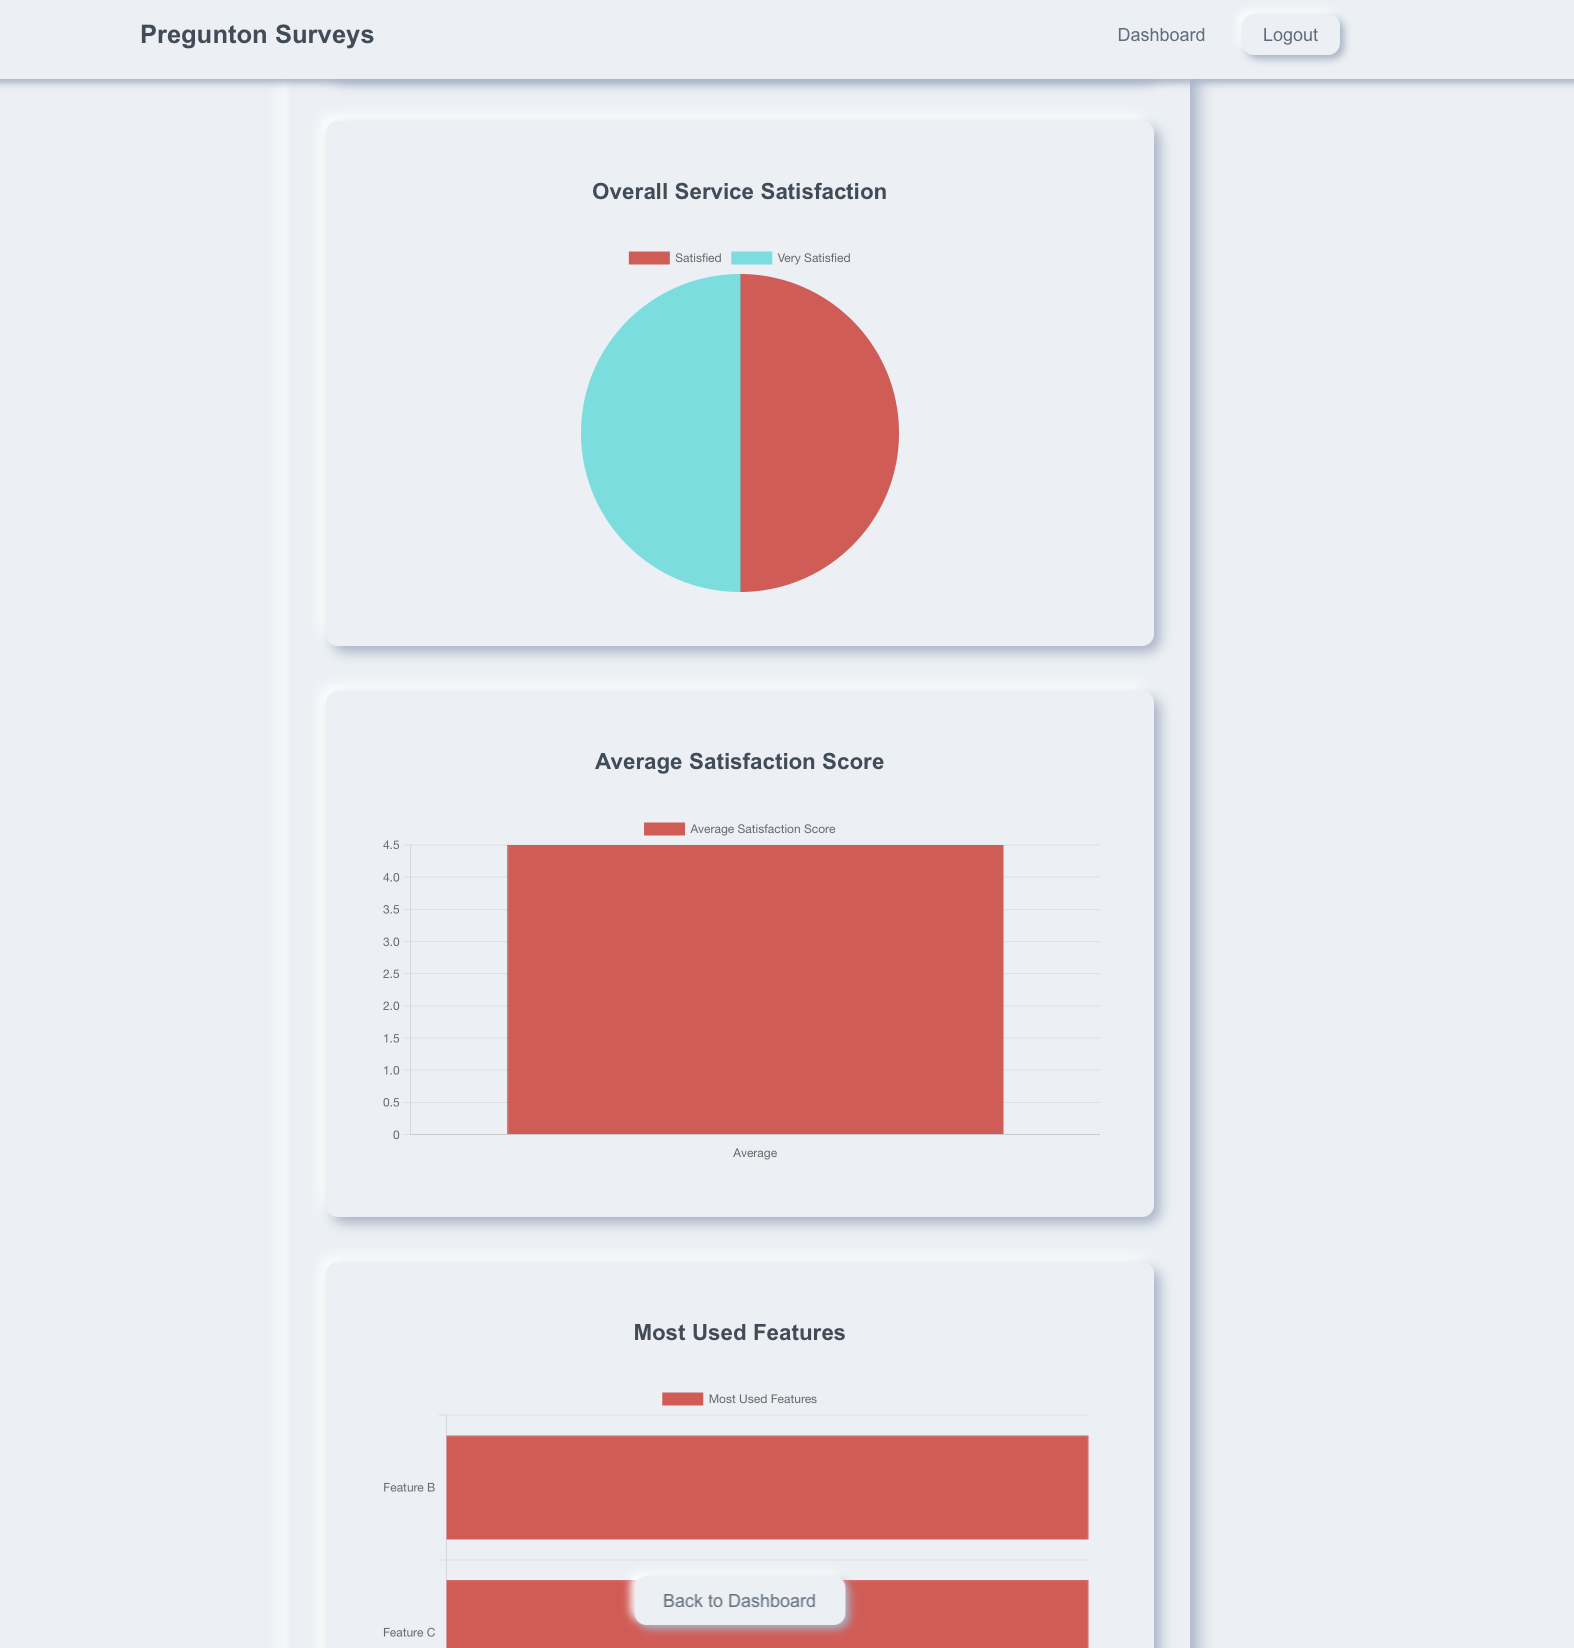 Pregunton Surveys
Dashboard
Logout
Overall Service Satisfaction
Satisfied
Very Satisfied
Average Satisfaction Score
Average Satisfaction Score
4.5
4.0
3.5
3.0
2.5
2.0
1.5
1.0
0.5
0
Average
Most Used Features
Most Used Features
Feature B
Back to Dashboard
Feature C